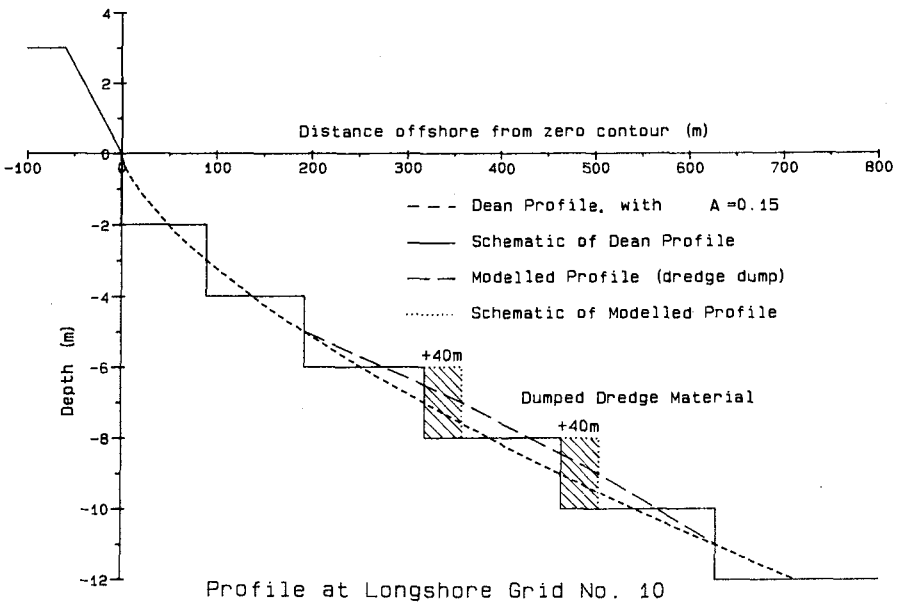 4
2
Distance offshore from zero contour (m)
0
-100 0 100 200 300 400 500 600 700 800
Dean Profile. with A =0.15
-2
Schematic of Dean Profile
Modelled Profile (dredge dump)
-4
Schematic of Modelled Profile
+40m
-6
Depth (m)
Dumped Dredge Material
+40m
-8
-10
-12
Profile at Longshore Grid No. 10